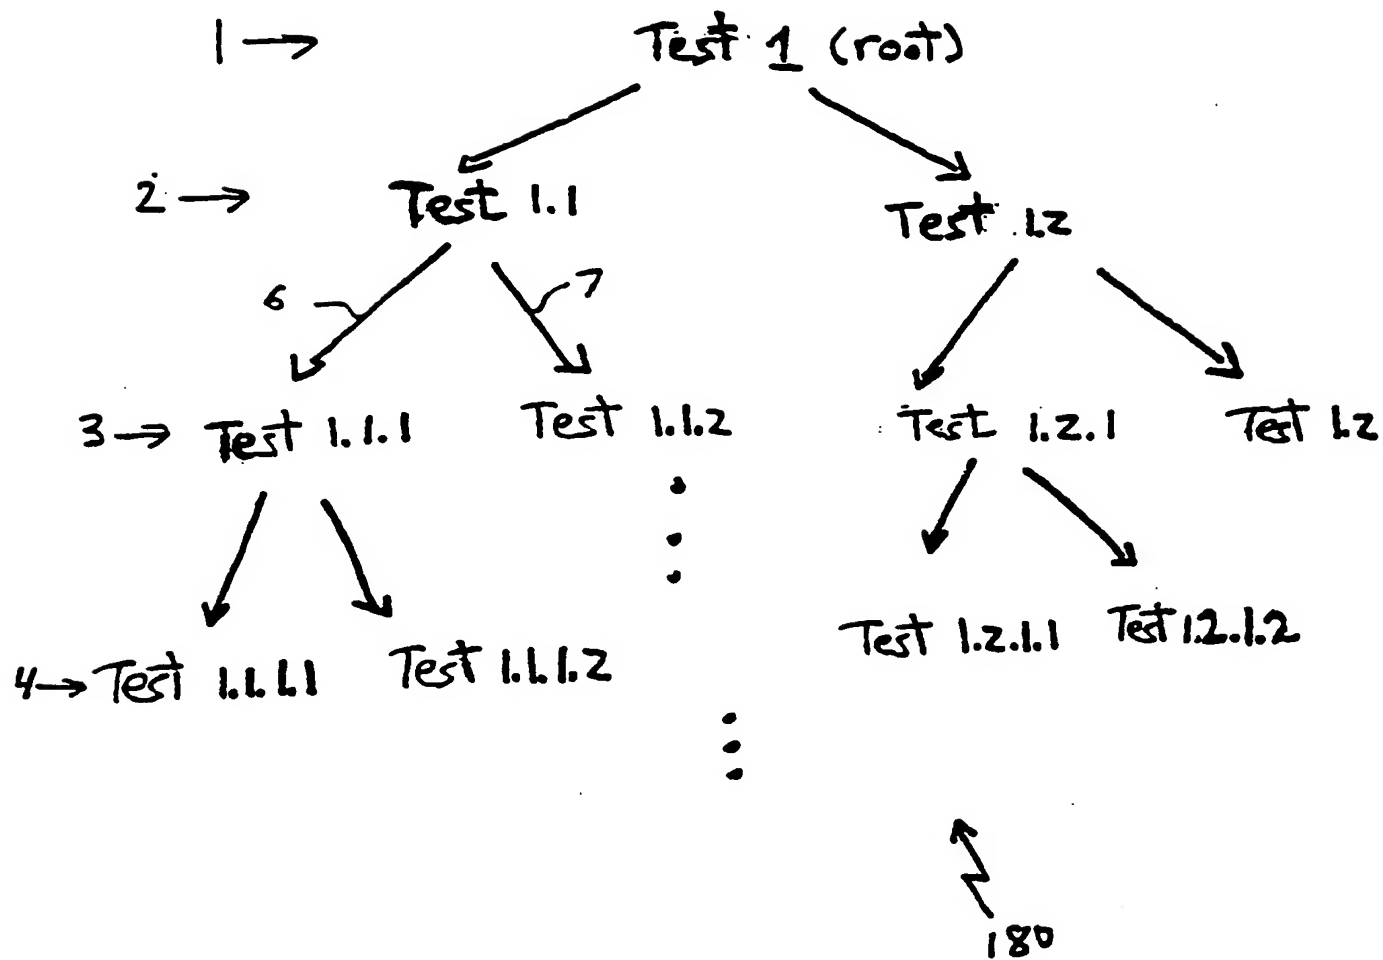 1 → Test 1 (root)
2 → Test 1.1 Test 1.2
6 7
3 → Test 1.1.1 Test 1.1.2 Test 1.2.1 Test 1.2
Test 1.2.1.1 Test 1.2.1.2
4 → Test 1.1.1.1 Test 1.1.1.2
180